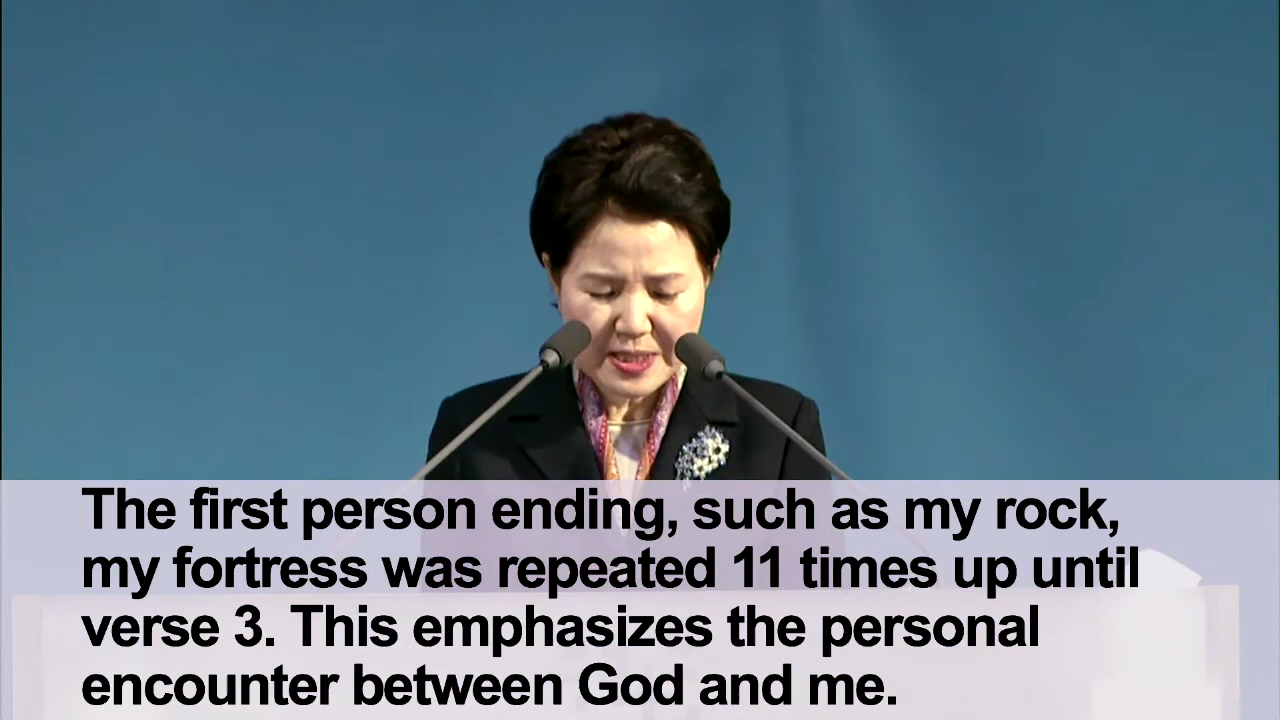 The first person ending, such as my rock,
my fortress was repeated 11 times up until
verse 3. This emphasizes the personal
encounter between God and me.